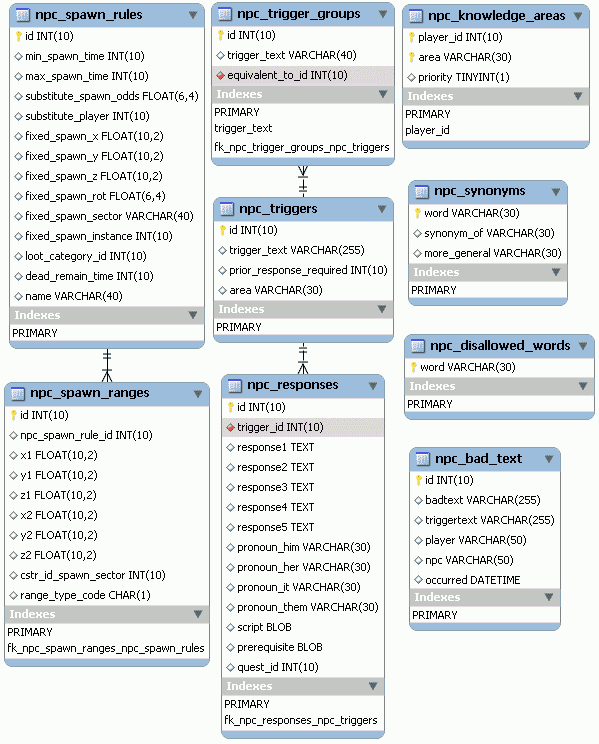 npc_spawn_rules
id INT(10)
min_spawn_time INT(10)
max_spawn_time INT(10)
substitute_spawn_odds FLOAT(6,4)
substitute_player INT(10)
fixed_spawn_x FLOAT(10,2)
fixed_spawn_y FLOAT(10,2)
fixed_spawn_z FLOAT(10,2)
fixed_spawn_rot FLOAT(6,4)
fixed_spawn_sector VARCHAR(40)
fixed_spawn_instance INT(10)
loot_category_id INT(10)
dead_remain_time INT(10)
name VARCHAR(40)
Indexes
PRIMARY
npc_spawn_ranges
id INT(10)
npc_spawn_rule_id INT(10)
x1 FLOAT(10,2)
y1 FLOAT(10,2)
z1 FLOAT(10,2)
x2 FLOAT(10,2)
y2 FLOAT(10,2)
z2 FLOAT(10,2)
cstr_id_spawn_sector INT(10)
range_type_code CHAR(1)
Indexes
PRIMARY
fk_npc_spawn_ranges_npc_spawn_rules
npc_trigger_groups
id INT(10)
trigger_text VARCHAR(40)
equivalent_to_id INT(10)
Indexes
PRIMARY
trigger_text
fk_npc_trigger_groups_npc_triggers
npc_triggers
id INT(10)
trigger_text VARCHAR(255)
prior_response_required INT(10)
area VARCHAR(30)
Indexes
PRIMARY
npc_responses
id INT(10)
trigger_id INT(10)
response1 TEXT
response2 TEXT
response3 TEXT
response4 TEXT
response5 TEXT
pronoun_him VARCHAR(30)
pronoun_her VARCHAR(30)
pronoun_it VARCHAR(30)
pronoun_them VARCHAR(30)
script BLOB
prerequisite BLOB
quest_id INT(10)
Indexes
PRIMARY
fk_npc_responses_npc_triggers
npc_knowledge_areas
player_id INT(10)
area VARCHAR(30)
priority TINYINT(1)
Indexes
PRIMARY
player_id
npc_synonyms
word VARCHAR(30)
synonym_of VARCHAR(30)
more_general VARCHAR(30)
Indexes
PRIMARY
npc_disallowed_words
word VARCHAR(30)
Indexes
PRIMARY
npc_bad_text
id INT(10)
badtext VARCHAR(255)
triggertext VARCHAR(255)
player VARCHAR(50)
npc VARCHAR(50)
occurred DATETIME
Indexes
PRIMARY